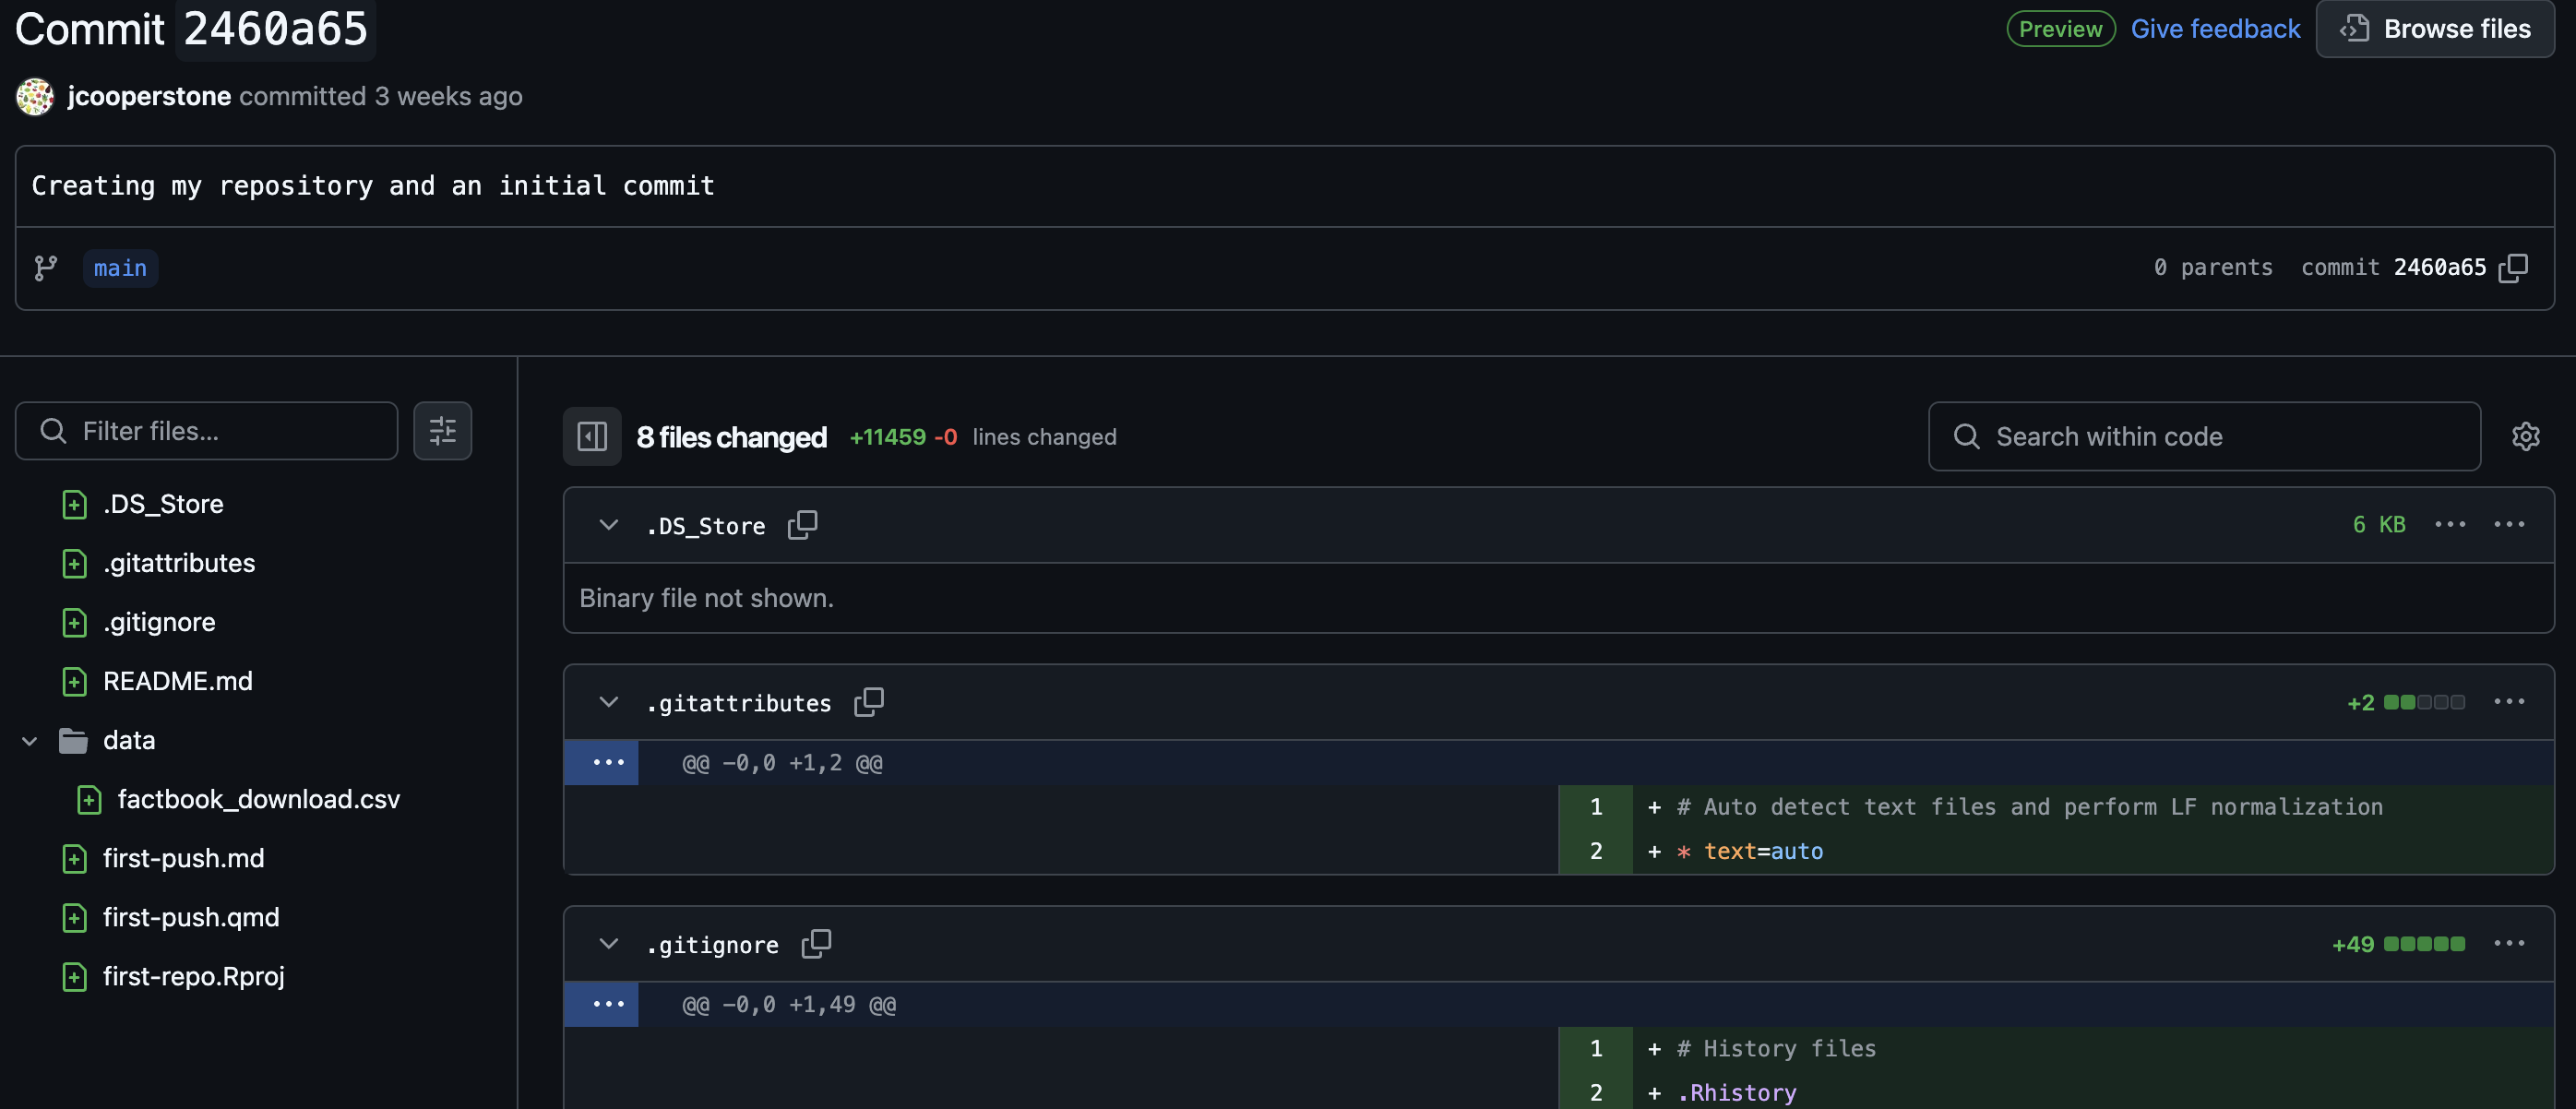 Commit 2460a65
Preview Give feedback Browse files
jcooperstone committed 3 weeks ago
Creating my repository and an initial commit
main
0 parents commit 2460a65
Filter files...
.DS_Store
.gitattributes
.gitignore
README.md
data
factbook_download.csv
first-push.md
first-push.qmd
first-repo.Rproj
8 files changed +11459 -0 lines changed
Search within code
.DS_Store
6 KB
Binary file not shown.
.gitattributes
+2
@@ -0,0 +1,2 @@
1 + # Auto detect text files and perform LF normalization
2 + * text=auto
.gitignore
+49
@@ -0,0 +1,49 @@
1 + # History files
2 + .Rhistory